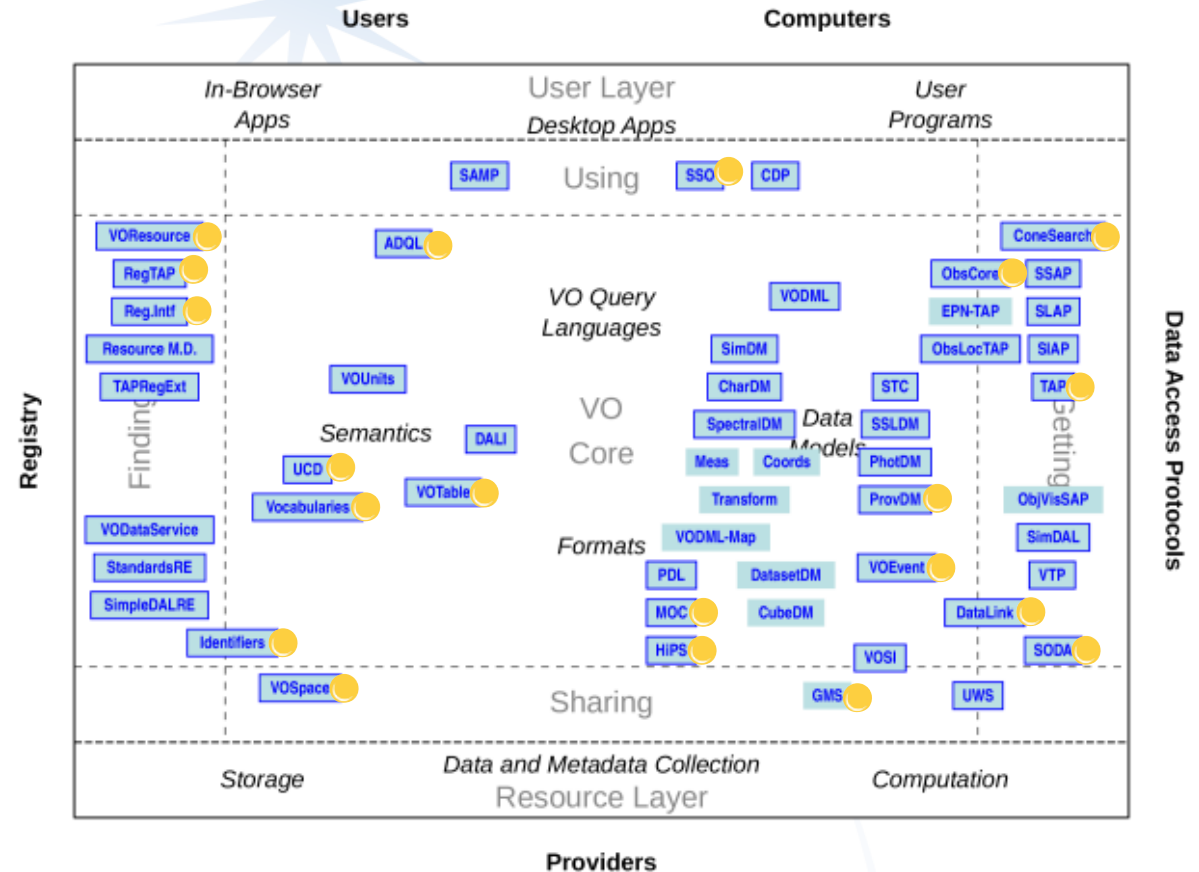 Users
Computers
In-Browser
Apps
User Layer
Desktop Apps
User
Programs
SAMP
Using
SSO
CDP
VOResource
ADQL
ConeSearch
RegTAP
ObsCore
SSAP
Reg.Intf
VO Query
Languages
VODML
EPN-TAP
SLAP
Resource M.D.
SimDM
ObsLocTAP
SIAP
TAPRegExt
VOUnits
CharDM
STC
TAP
Registry
Finding
VO
Core
SpectralDM
Data
Models
SSLDM
Getting
Data Access Protocols
Semantics
DALI
UCD
Meas
Coords
PhotDM
Vocabularies
VOTable
Transform
ProvDM
ObjVisSAP
VODataService
Formats
VODML-Map
SimDAL
StandardsRE
PDL
DatasetDM
VOEvent
VTP
SimpleDALRE
MOC
CubeDM
DataLink
Identifiers
HiPS
VOSI
SODA
VOSpace
Sharing
GMS
UWS
Storage
Data and Metadata Collection
Resource Layer
Computation
Providers